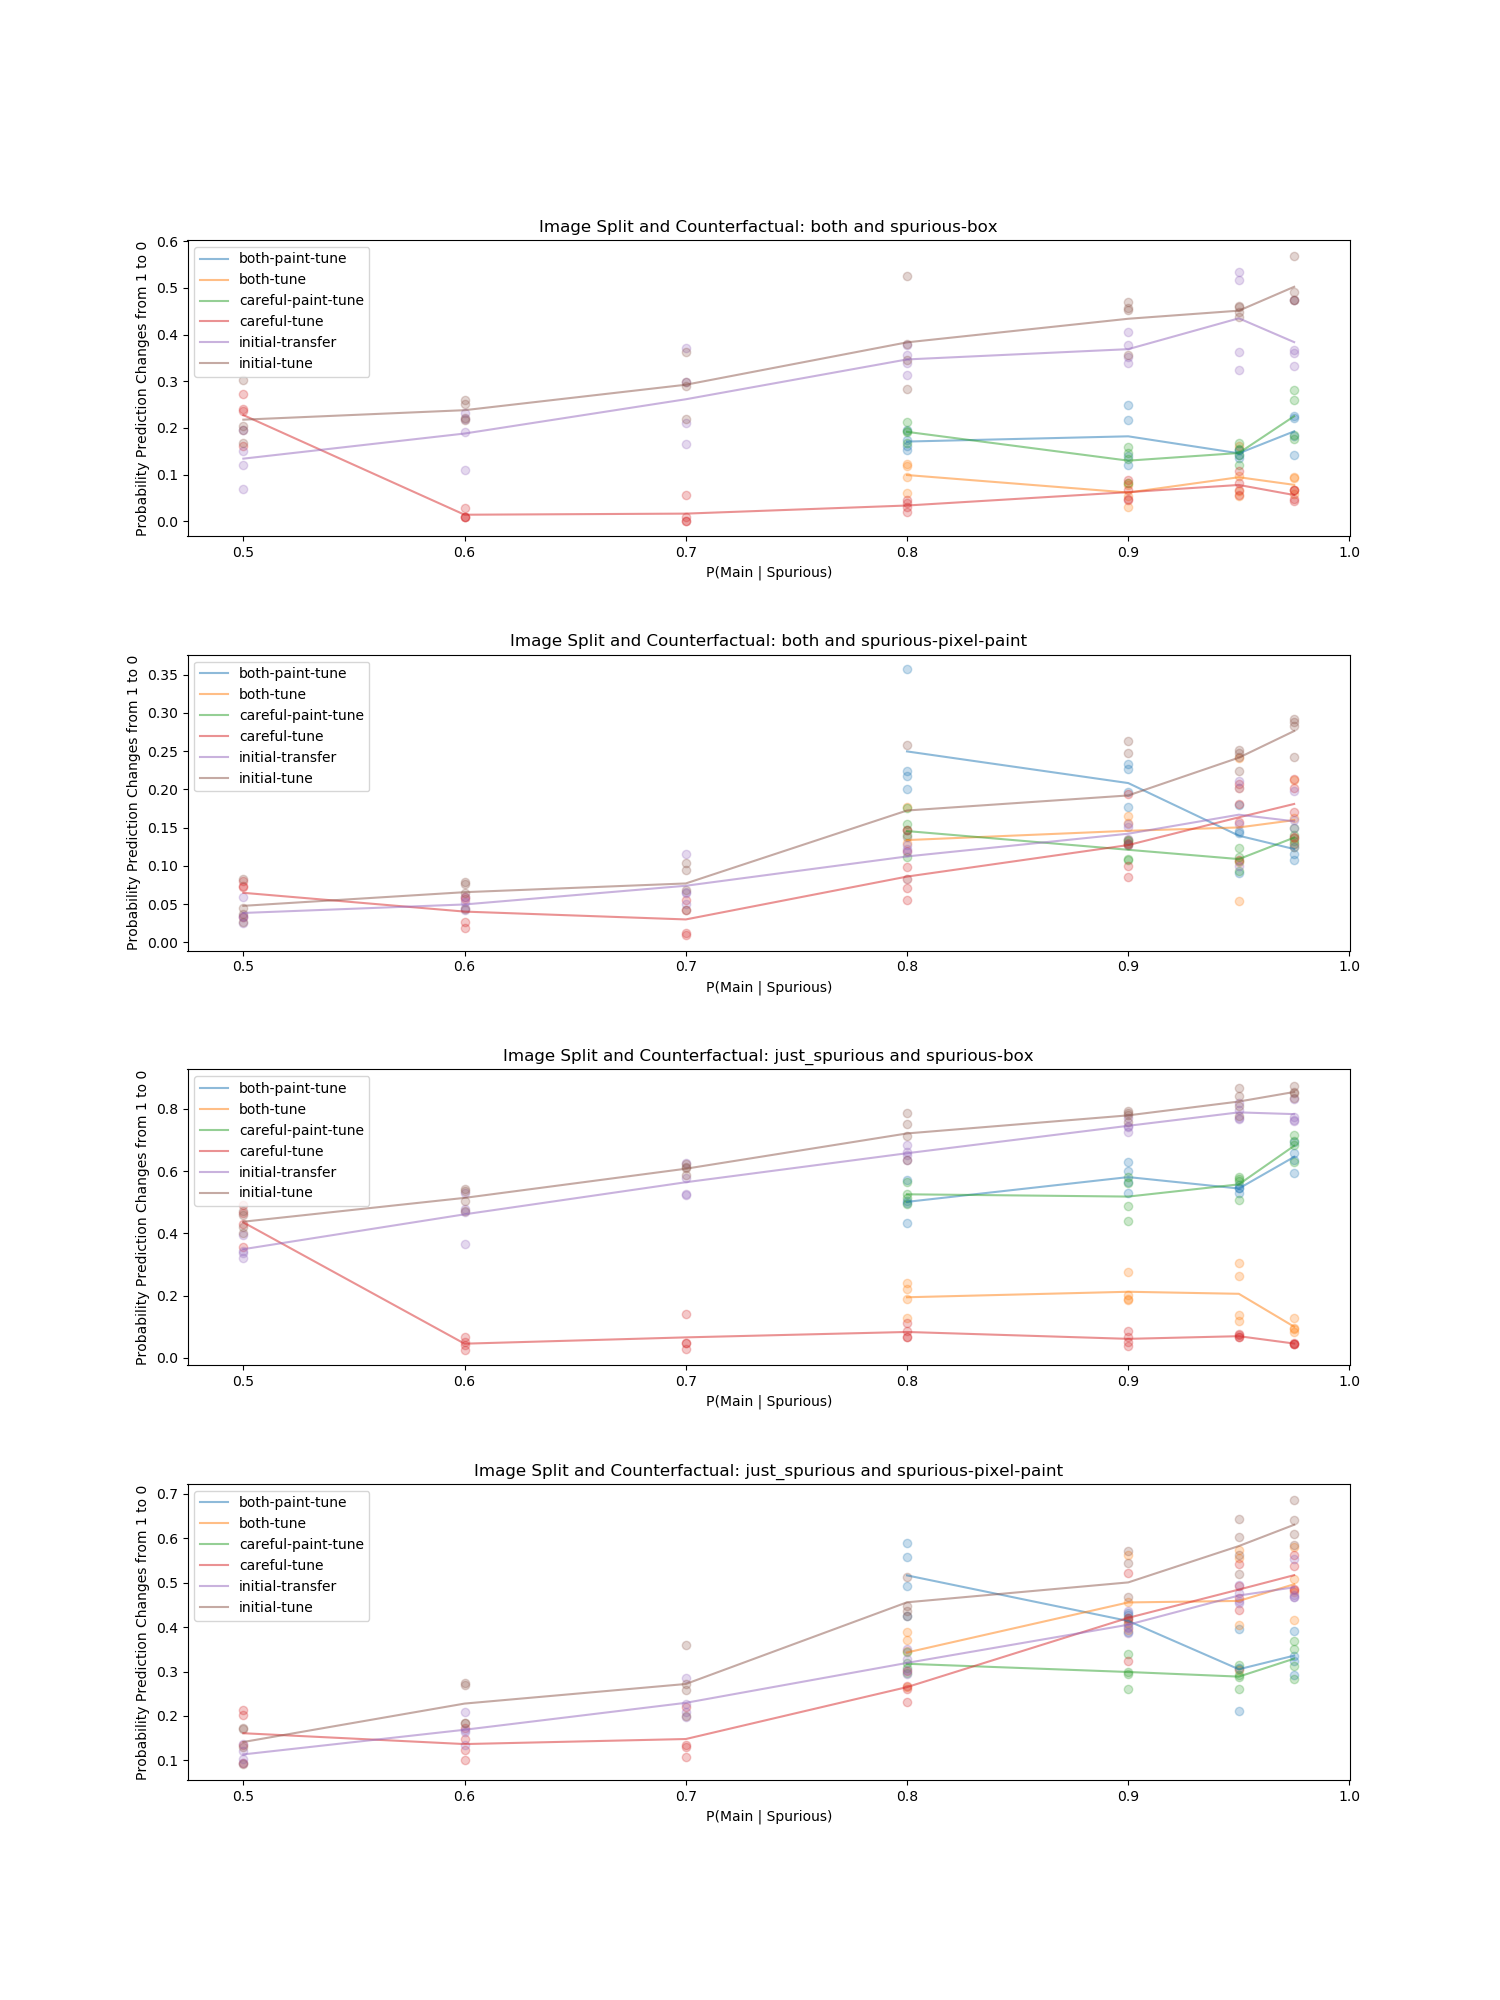 Image Split and Counterfactual: both and spurious-box
Probability Prediction Changes from 1 to 0
0.6
0.5
0.4
0.3
0.2
0.1
0.0
both-paint-tune
both-tune
careful-paint-tune
careful-tune
initial-transfer
initial-tune
0.5 0.6 0.7 0.8 0.9 1.0
P(Main | Spurious)
Image Split and Counterfactual: both and spurious-pixel-paint
Probability Prediction Changes from 1 to 0
0.35
0.30
0.25
0.20
0.15
0.10
0.05
0.00
both-paint-tune
both-tune
careful-paint-tune
careful-tune
initial-transfer
initial-tune
0.5 0.6 0.7 0.8 0.9 1.0
P(Main | Spurious)
Image Split and Counterfactual: just_spurious and spurious-box
Probability Prediction Changes from 1 to 0
0.8
0.6
0.4
0.2
0.0
both-paint-tune
both-tune
careful-paint-tune
careful-tune
initial-transfer
initial-tune
0.5 0.6 0.7 0.8 0.9 1.0
P(Main | Spurious)
Image Split and Counterfactual: just_spurious and spurious-pixel-paint
Probability Prediction Changes from 1 to 0
0.7
0.6
0.5
0.4
0.3
0.2
0.1
both-paint-tune
both-tune
careful-paint-tune
careful-tune
initial-transfer
initial-tune
0.5 0.6 0.7 0.8 0.9 1.0
P(Main | Spurious)